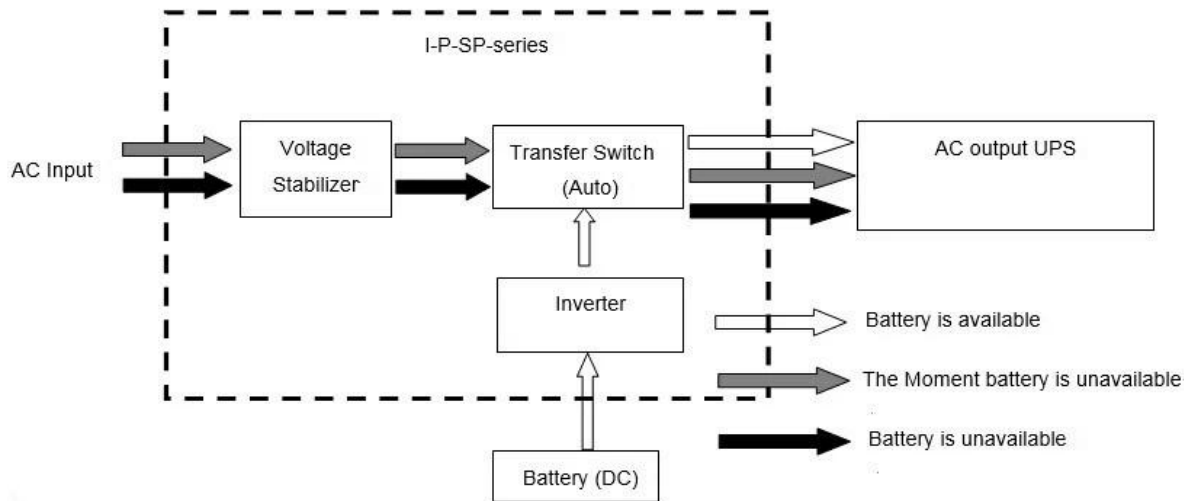 I-P-SP-series
AC Input
Voltage
Stabilizer
Transfer Switch
(Auto)
AC output UPS
Inverter
Battery is available
The Moment battery is unavailable
Battery is unavailable
Battery (DC)